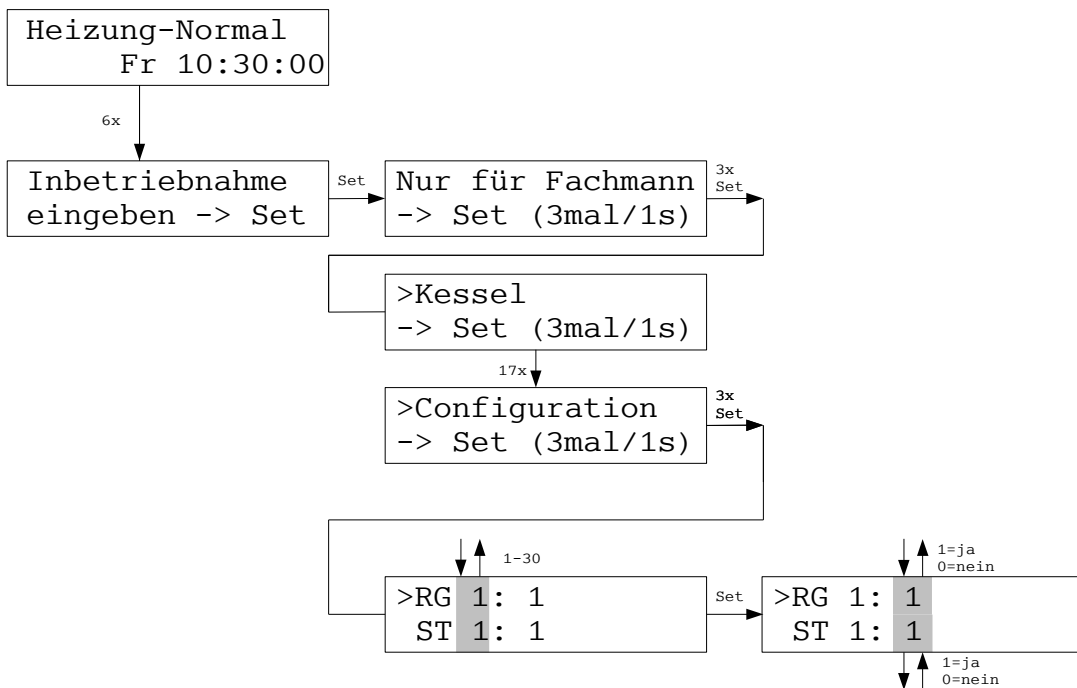 Heizung-Normal
Fr 10:30:00
6x
Inbetriebnahme
eingeben -> Set
Set
Nur für Fachmann
-> Set (3mal/1s)
3x
Set
>Kessel
-> Set (3mal/1s)
17x
>Configuration
-> Set (3mal/1s)
3x
Set
1-30
>RG 1: 1
ST 1: 1
Set
1=ja
0=nein
>RG 1: 1
ST 1: 1
1=ja
0=nein